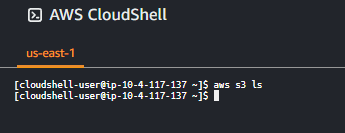 AWS CloudShell
us-east-1
[cloudshell-user@ip-10-4-117-137 ~]$ aws s3 ls
[cloudshell-user@ip-10-4-117-137 ~]$